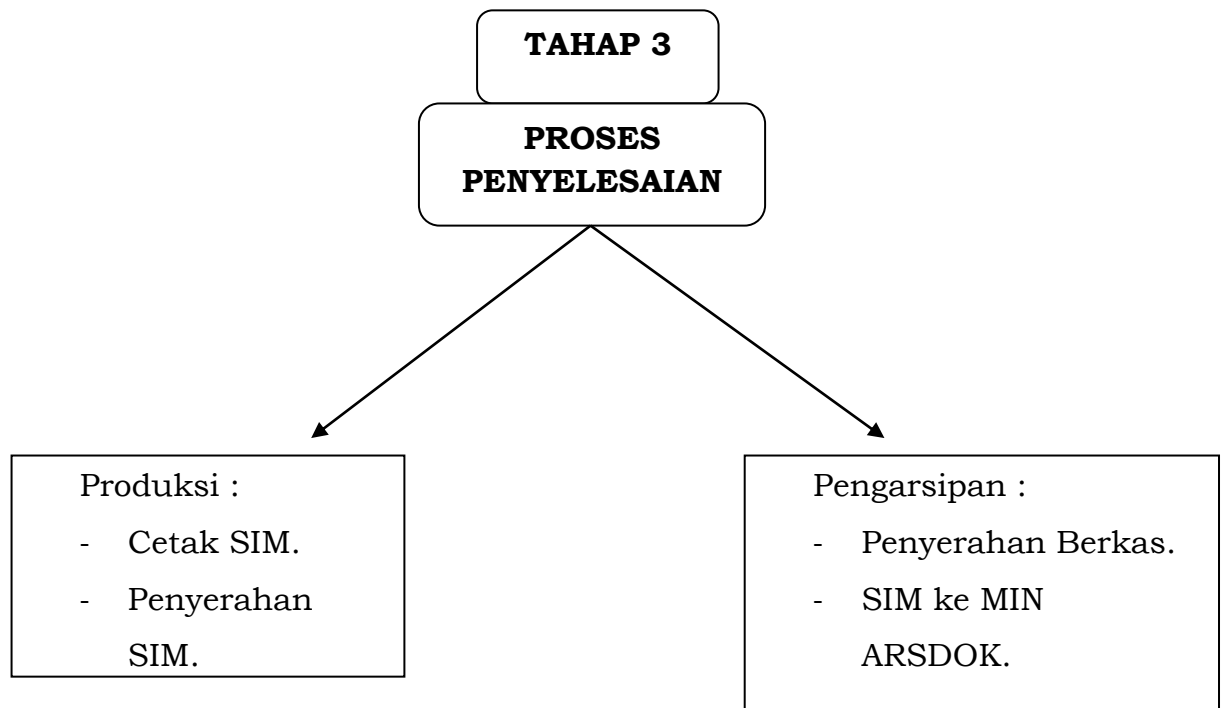 TAHAP 3
PROSES
PENYELESAIAN
Produksi :
- Cetak SIM.
- Penyerahan
SIM.
Pengarsipan :
- Penyerahan Berkas.
- SIM ke MIN
ARSDOK.